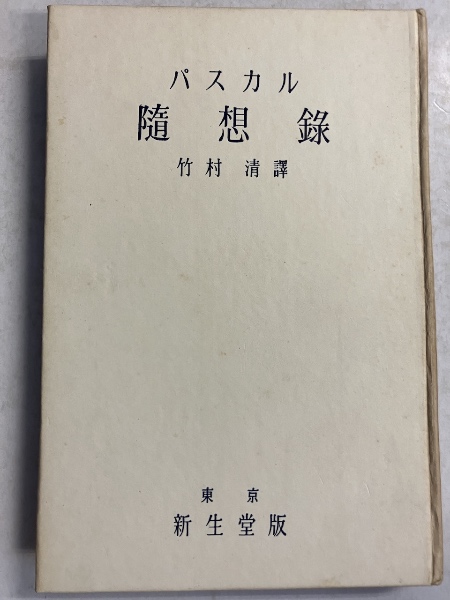 パスカル
隨想錄
竹村清譯
東京
新生堂版